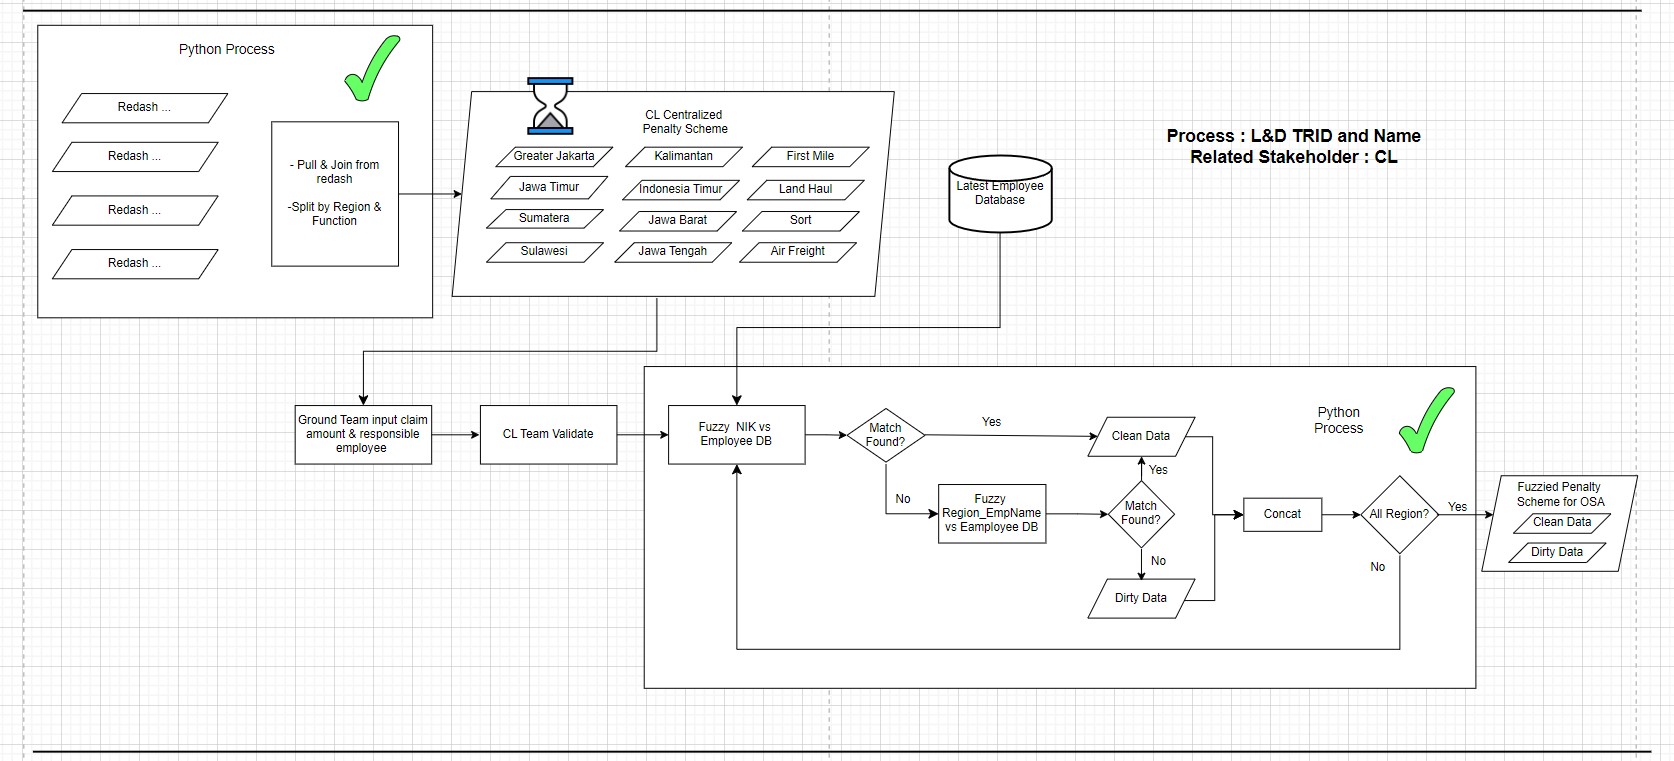 Python Process
Redash ...
Redash ...
Redash ...
Redash ...
- Pull & Join from
redash
-Split by Region &
Function
CL Centralized
Penalty Scheme
Greater Jakarta
Kalimantan
First Mile
Jawa Timur
Indonesia Timur
Land Haul
Sumatera
Jawa Barat
Sort
Sulawesi
Jawa Tengah
Air Freight
Latest Employee
Database
Process : L&D TRID and Name
Related Stakeholder : CL
Ground Team input claim
amount & responsible
employee
CL Team Validate
Fuzzy NIK vs
Employee DB
Match
Found?
Yes
No
Clean Data
Python
Process
Fuzzy
Region_EmpName
vs Eamployee DB
Yes
Match
Found?
No
Dirty Data
Concat
All Region?
Yes
No
Fuzzied Penalty
Scheme for OSA
Clean Data
Dirty Data